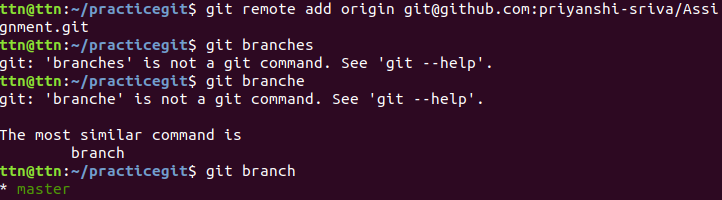 ttn@ttn:~/practicegit$ git remote add origin git@github.com:priyanshi-sriva/Assi
gnment.git
ttn@ttn:~/practicegit$ git branches
git: 'branches' is not a git command. See 'git --help'.
ttn@ttn:~/practicegit$ git branche
git: 'branche' is not a git command. See 'git --help'.
The most similar command is
branch
ttn@ttn:~/practicegit$ git branch
* master